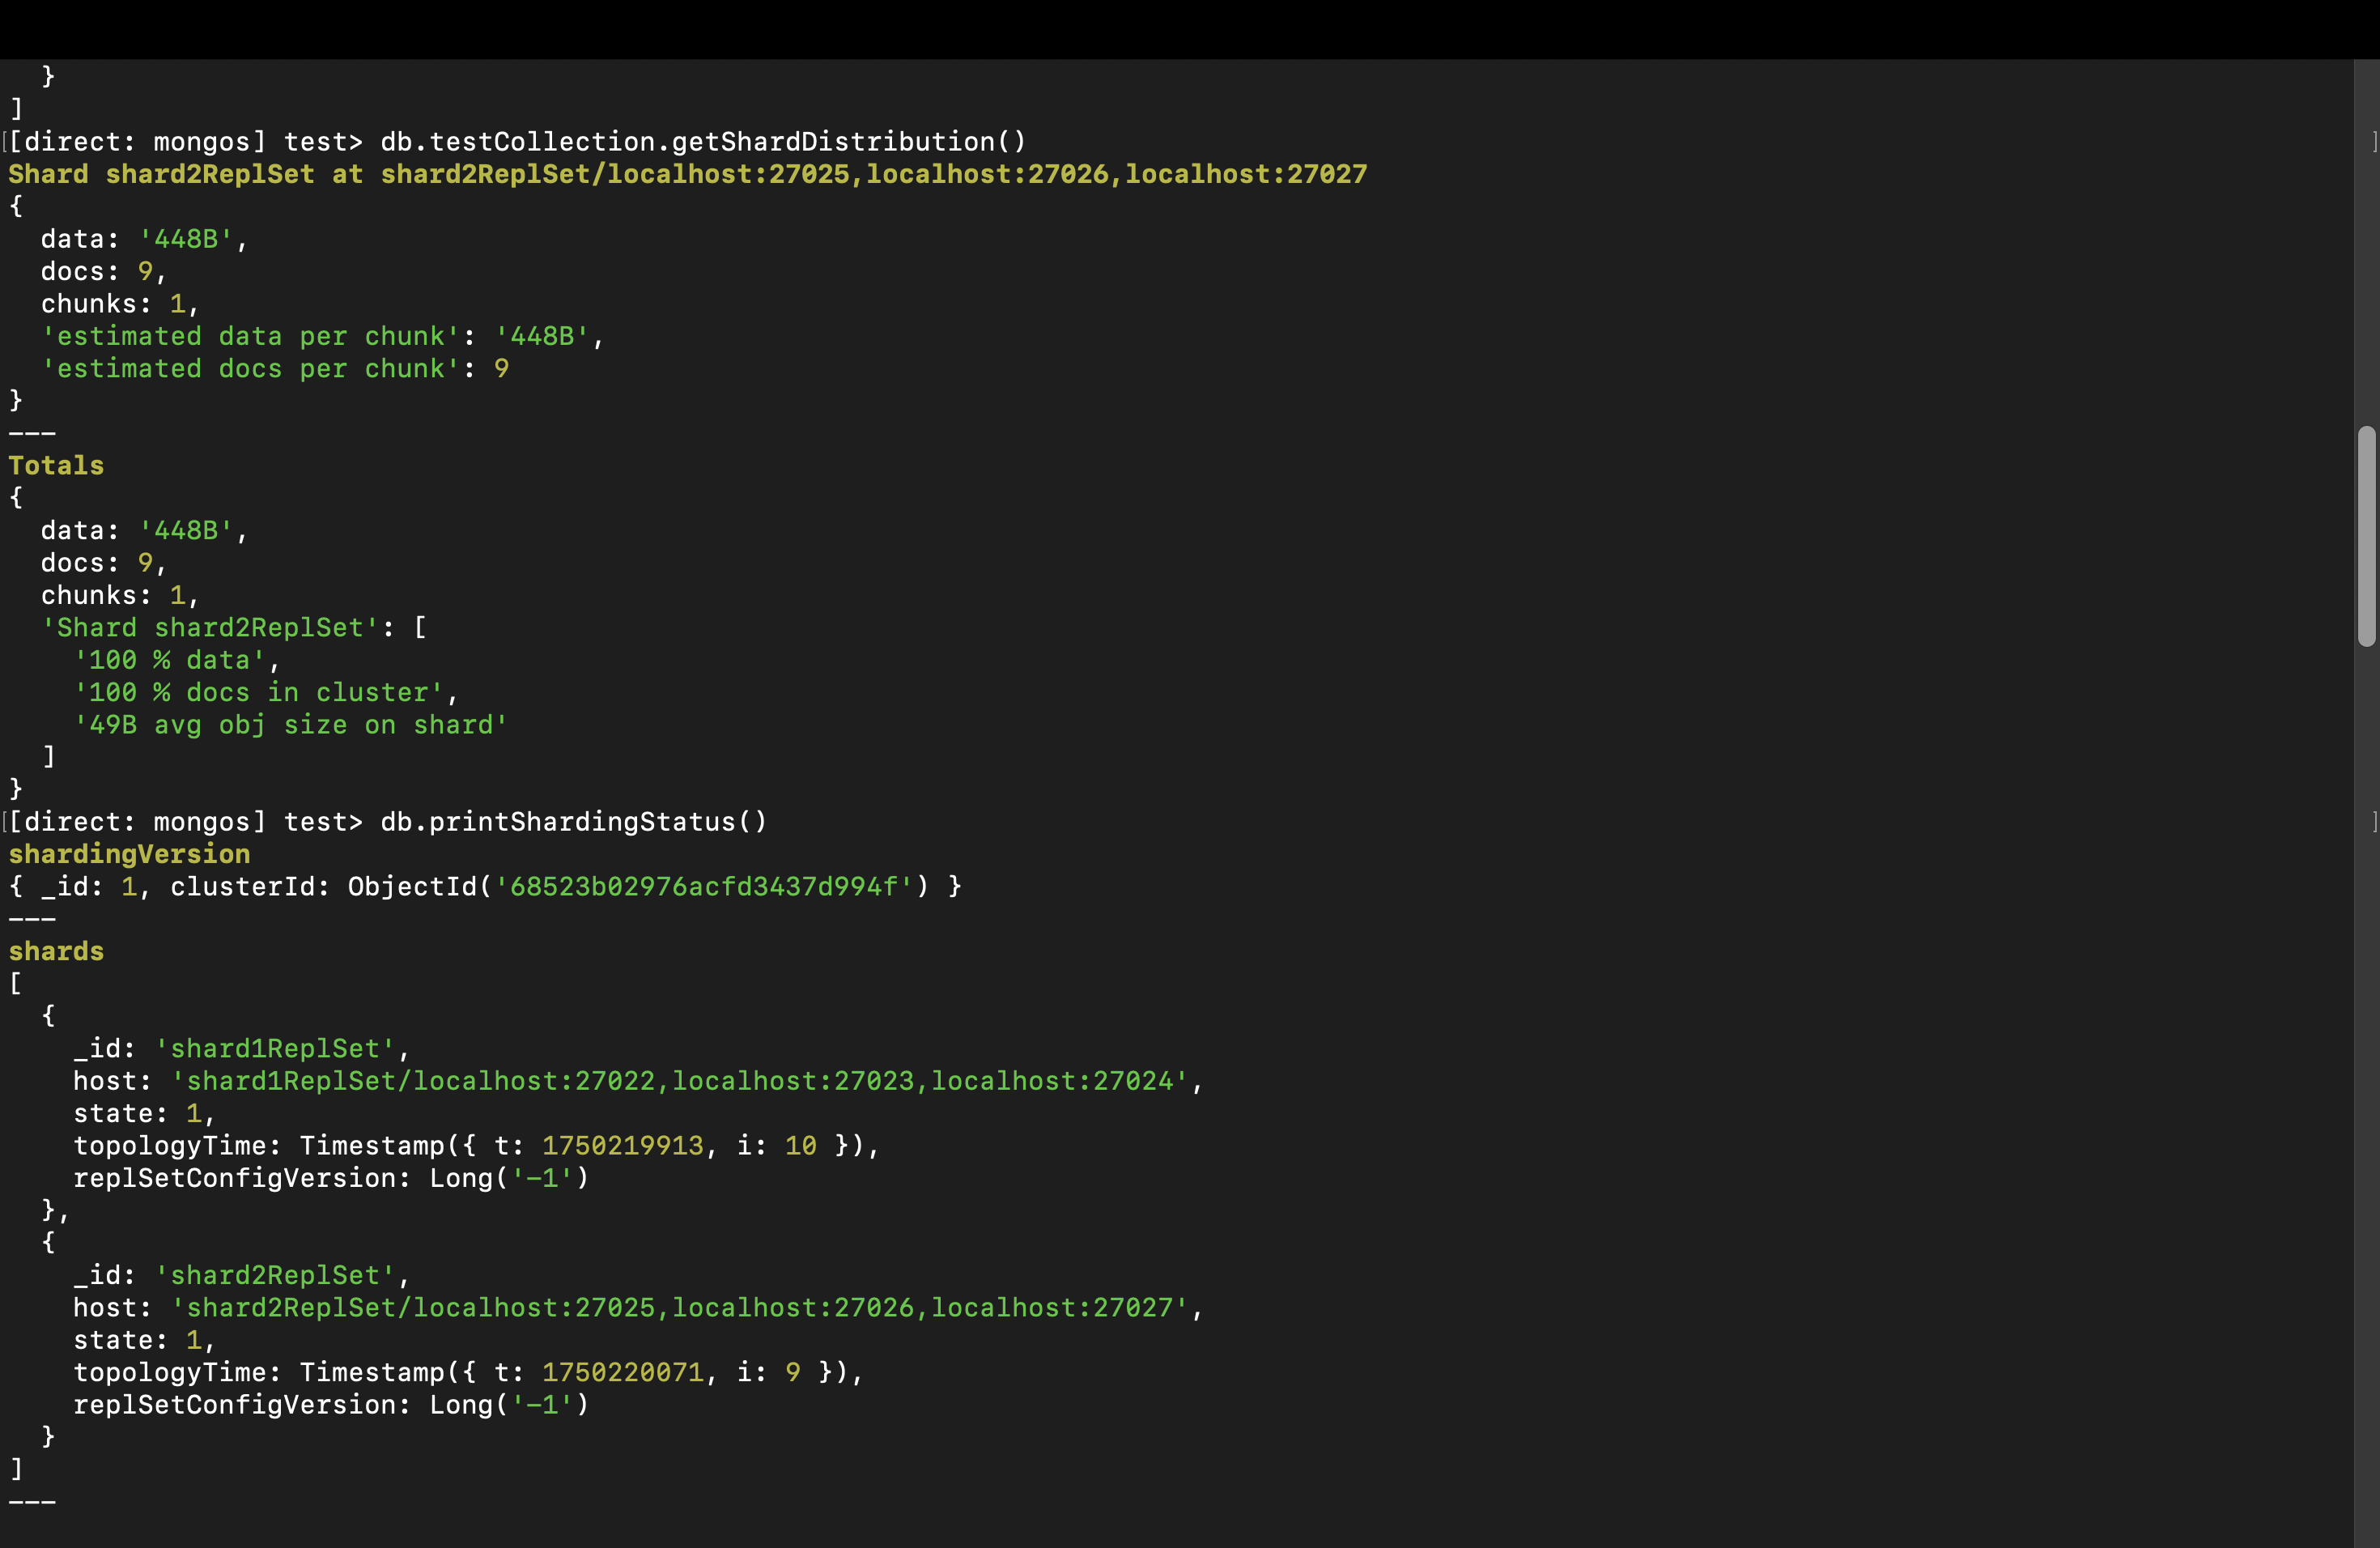 }
]
[[direct: mongos] test> db.testCollection.getShardDistribution() ]
Shard shard2ReplSet at shard2ReplSet/localhost:27025,localhost:27026,localhost:27027
{
  data: '448B',
  docs: 9,
  chunks: 1,
  'estimated data per chunk': '448B',
  'estimated docs per chunk': 9
}
---
Totals
{
  data: '448B',
  docs: 9,
  chunks: 1,
  'Shard shard2ReplSet': [
    '100 % data',
    '100 % docs in cluster',
    '49B avg obj size on shard'
  ]
}
[[direct: mongos] test> db.printShardingStatus() ]
shardingVersion
{ _id: 1, clusterId: ObjectId('68523b02976acfd3437d994f') }
---
shards
[
  {
    _id: 'shard1ReplSet',
    host: 'shard1ReplSet/localhost:27022,localhost:27023,localhost:27024',
    state: 1,
    topologyTime: Timestamp({ t: 1750219913, i: 10 }),
    replSetConfigVersion: Long('-1')
  },
  {
    _id: 'shard2ReplSet',
    host: 'shard2ReplSet/localhost:27025,localhost:27026,localhost:27027',
    state: 1,
    topologyTime: Timestamp({ t: 1750220071, i: 9 }),
    replSetConfigVersion: Long('-1')
  }
]
---